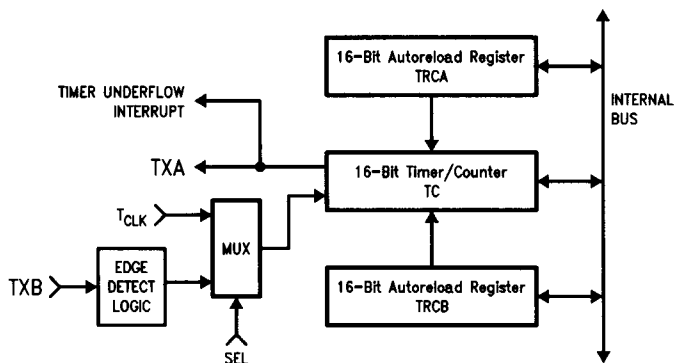 16-Bit Autoreload Register
TRCA
TIMER UNDERFLOW
INTERRUPT
INTERNAL
BUS
TXA
16-Bit Timer/Counter
TC
TCLK
MUX
TXB
EDGE
DETECT
LOGIC
16-Bit Autoreload Register
TRCB
SEL